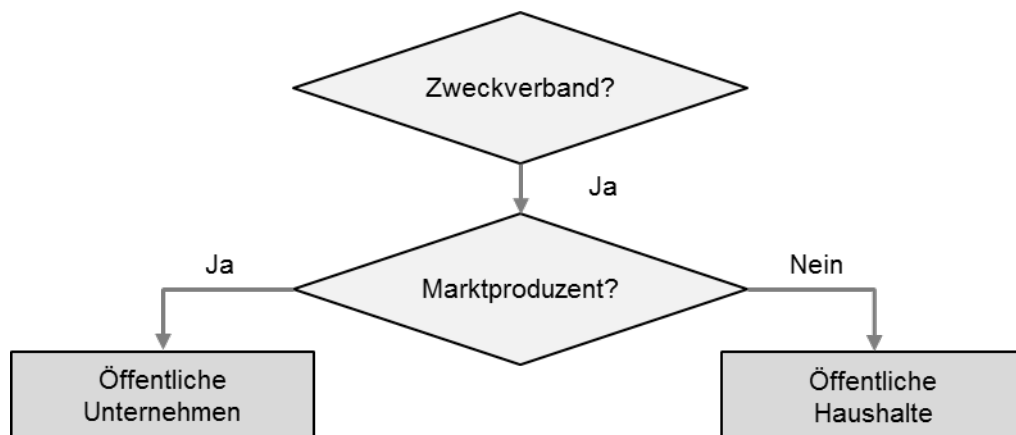 Zweckverband?
Ja
Ja
Marktproduzent?
Nein
Öffentliche
Unternehmen
Öffentliche
Haushalte